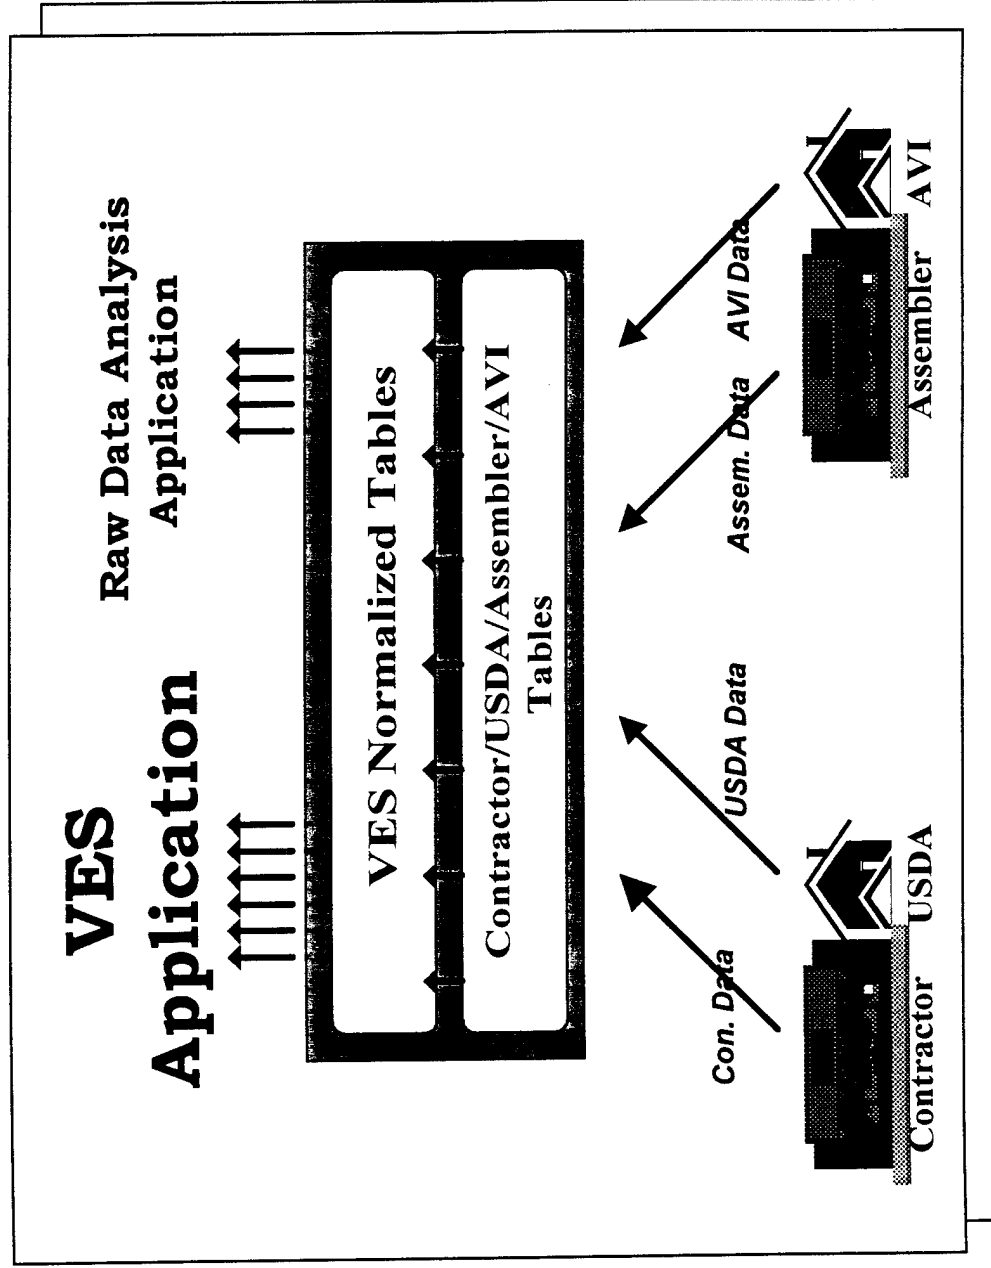 VES
Application
Raw Data Analysis
Application
VES Normalized Tables
Contractor/USDA/Assembler/AVI
Tables
Con. Data
USDA Data
Assem. Data
AVI Data
Contractor
USDA
Assembler
AVI